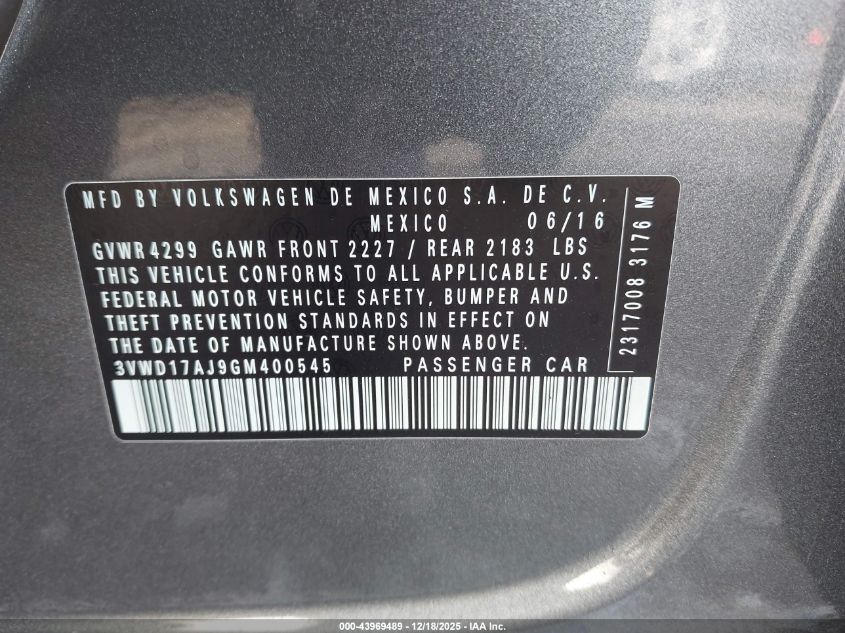 MFD BY VOLKSWAGEN DE MEXICO S.A. DE C.V.
MEXICO 06/16
GVWR 4299 GAWR FRONT 2227 / REAR 2183 LBS
THIS VEHICLE CONFORMS TO ALL APPLICABLE U.S.
FEDERAL MOTOR VEHICLE SAFETY, BUMPER AND
THEFT PREVENTION STANDARDS IN EFFECT ON
THE DATE OF MANUFACTURE SHOWN ABOVE.
3VWD17AJ9GM400545 PASSENGER CAR
2317008 3176 M
000-43969489 - 12/18/2025 - IAA Inc.